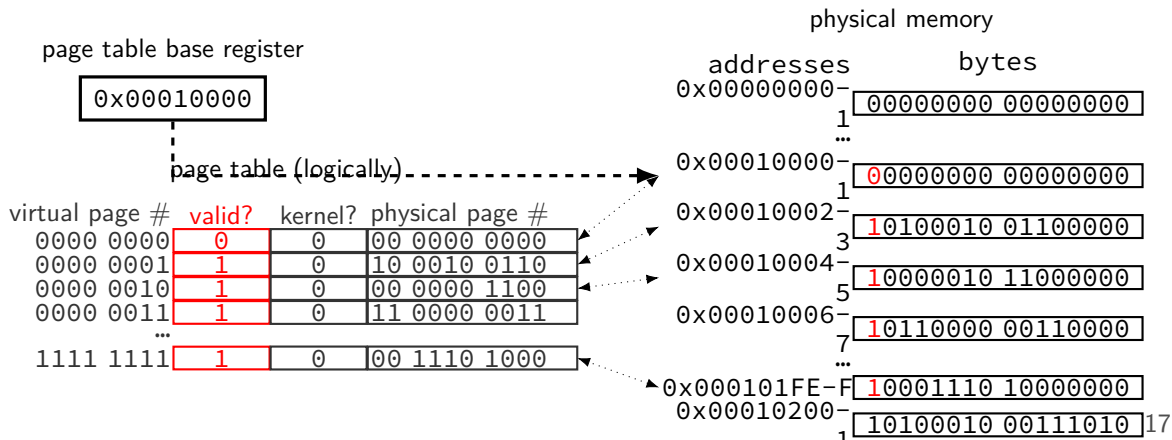 physical memory
page table base register
0x00010000
page table (logically)
virtual page # valid? kernel? physical page #
0000 0000 0 0 00 0000 0000
0000 0001 1 0 10 0010 0110
0000 0010 1 0 00 0000 1100
0000 0011 1 0 11 0000 0011
…
1111 1111 1 0 00 1110 1000
addresses bytes
0x00000000-
1 00000000 00000000
…
0x00010000-
1 00000000 00000000
0x00010002-
3 10100010 01100000
0x00010004-
5 10000010 11000000
0x00010006-
7 10110000 00110000
…
0x000101FE-F 10001110 10000000
0x00010200-
1 10100010 00111010
17